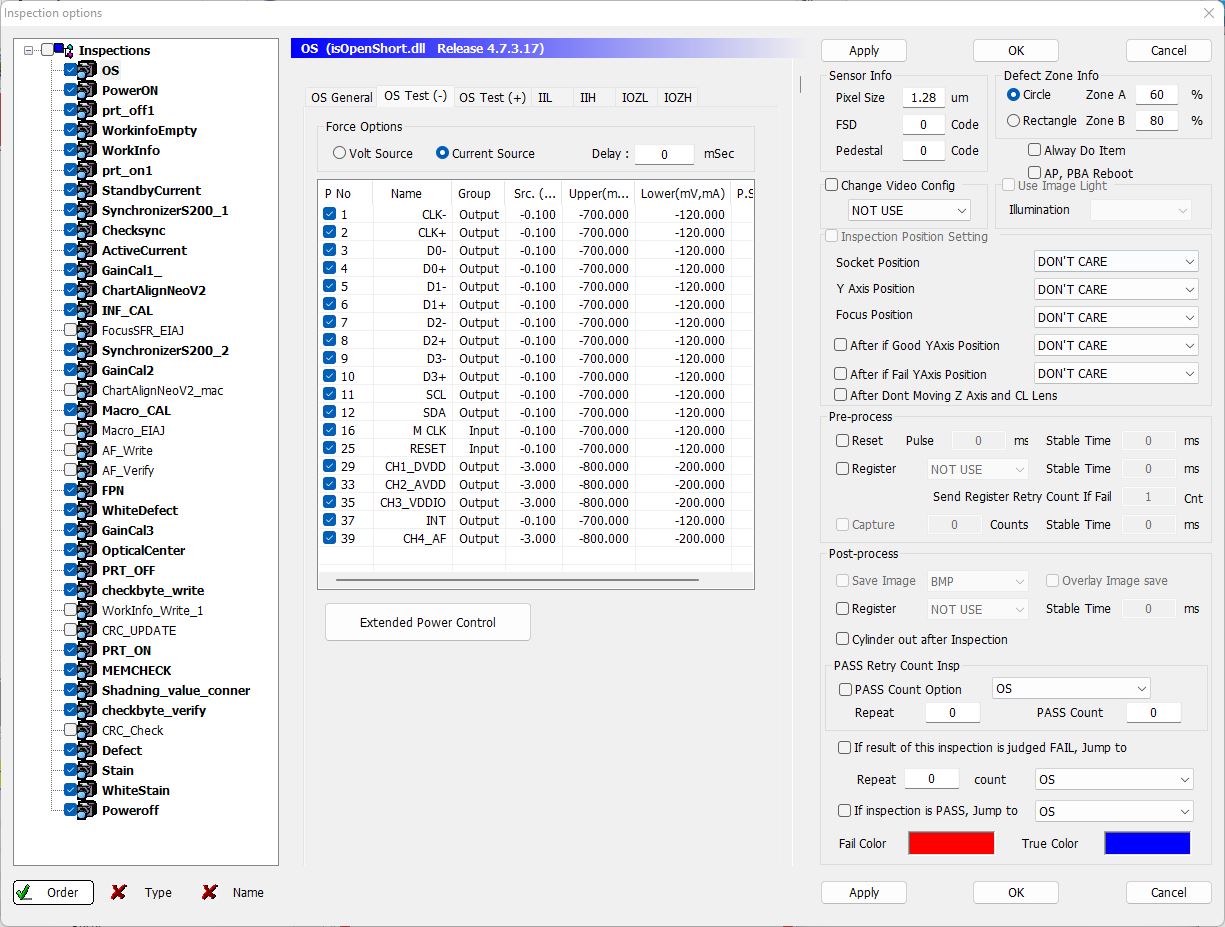 Inspection options
Inspections
OS
PowerON
prt_off1
WorkinfoEmpty
WorkInfo
prt_on1
StandbyCurrent
SynchronizerS200_1
Checksync
ActiveCurrent
GainCal1_
ChartAlignNeoV2
INF_CAL
FocusSFR_EIAJ
SynchronizerS200_2
GainCal2
ChartAlignNeoV2_mac
Macro_CAL
Macro_EIAJ
AF_Write
AF_Verify
FPN
WhiteDefect
GainCal3
OpticalCenter
PRT_OFF
checkbyte_write
WorkInfo_Write_1
CRC_UPDATE
PRT_ON
MEMCHECK
Shadning_value_conner
checkbyte_verify
CRC_Check
Defect
Stain
WhiteStain
Poweroff
Order Type Name
OS (isOpenShort.dll Release 4.7.3.17)
OS General OS Test (-) OS Test (+) IIL IIH IOZL IOZH
Force Options
Volt Source Current Source Delay : 0 mSec
P No Name Group Src. (... Upper(m... Lower(mV,mA) P.S
1 CLK- Output -0.100 -700.000 -120.000
2 CLK+ Output -0.100 -700.000 -120.000
3 D0- Output -0.100 -700.000 -120.000
4 D0+ Output -0.100 -700.000 -120.000
5 D1- Output -0.100 -700.000 -120.000
6 D1+ Output -0.100 -700.000 -120.000
7 D2- Output -0.100 -700.000 -120.000
8 D2+ Output -0.100 -700.000 -120.000
9 D3- Output -0.100 -700.000 -120.000
10 D3+ Output -0.100 -700.000 -120.000
11 SCL Output -0.100 -700.000 -120.000
12 SDA Output -0.100 -700.000 -120.000
16 M CLK Input -0.100 -700.000 -120.000
25 RESET Input -0.100 -700.000 -120.000
29 CH1_DVDD Output -3.000 -800.000 -200.000
33 CH2_AVDD Output -3.000 -800.000 -200.000
35 CH3_VDDIO Output -3.000 -800.000 -200.000
37 INT Output -0.100 -700.000 -120.000
39 CH4_AF Output -3.000 -800.000 -200.000
Extended Power Control
Apply OK Cancel
Sensor Info
Pixel Size 1.28 um
FSD 0 Code
Pedestal 0 Code
Defect Zone Info
Circle Zone A 60 %
Rectangle Zone B 80 %
Alway Do Item
AP, PBA Reboot
Change Video Config
NOT USE
Use Image Light
Illumination
Inspection Position Setting
Socket Position DON'T CARE
Y Axis Position DON'T CARE
Focus Position DON'T CARE
After if Good YAxis Position DON'T CARE
After if Fail YAxis Position DON'T CARE
After Dont Moving Z Axis and CL Lens
Pre-process
Reset Pulse 0 ms Stable Time 0 ms
Register NOT USE Stable Time 0 ms
Send Register Retry Count If Fail 1 Cnt
Capture 0 Counts Stable Time 0 ms
Post-process
Save Image BMP Overlay Image save
Register NOT USE Stable Time 0 ms
Cylinder out after Inspection
PASS Retry Count Insp
PASS Count Option OS
Repeat 0 PASS Count 0
If result of this inspection is judged FAIL, Jump to
Repeat 0 count OS
If inspection is PASS, Jump to OS
Fail Color True Color
Apply OK Cancel